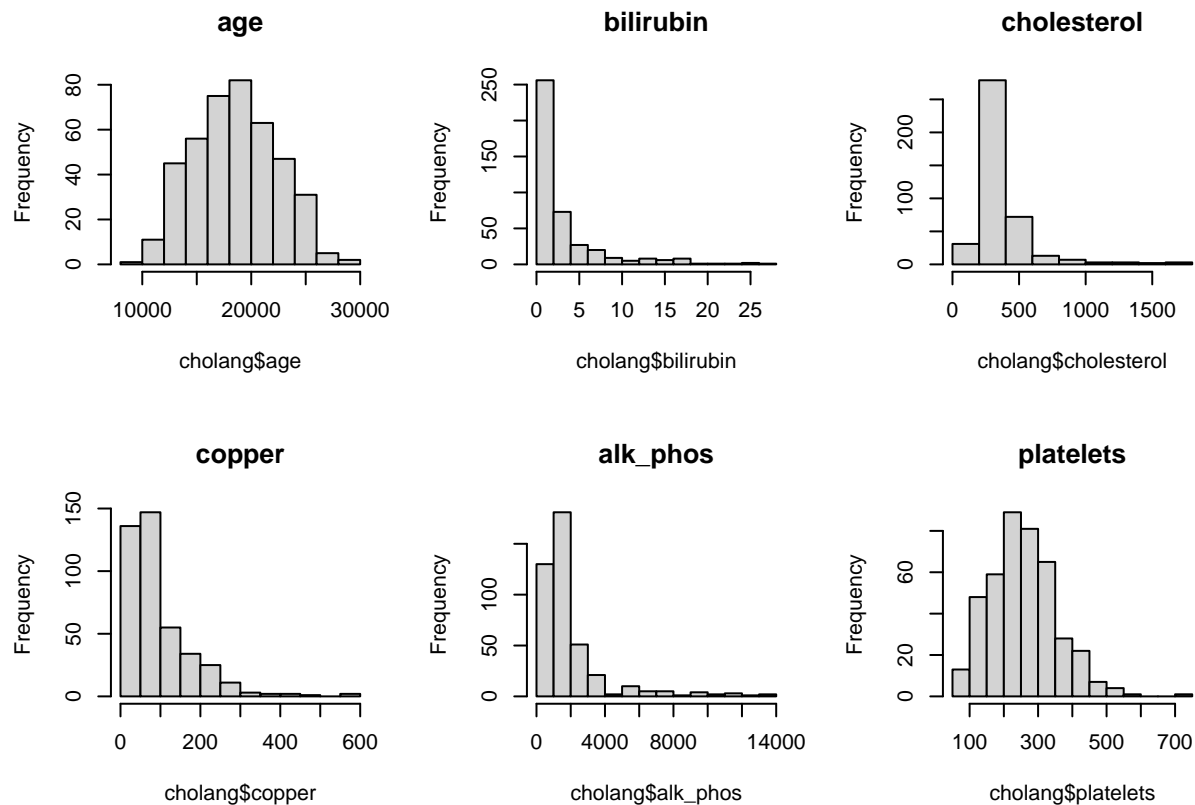 age
Frequency
0
20
40
60
80
10000
20000
30000
cholang$age
bilirubin
Frequency
0
50
150
250
0
5
10
15
20
25
cholang$bilirubin
cholesterol
Frequency
0
100
200
0
500
1000
1500
cholang$cholesterol
copper
Frequency
0
50
100
150
0
200
400
600
cholang$copper
alk_phos
Frequency
0
50
100
0
4000
8000
14000
cholang$alk_phos
platelets
Frequency
0
20
60
100
300
500
700
cholang$platelets